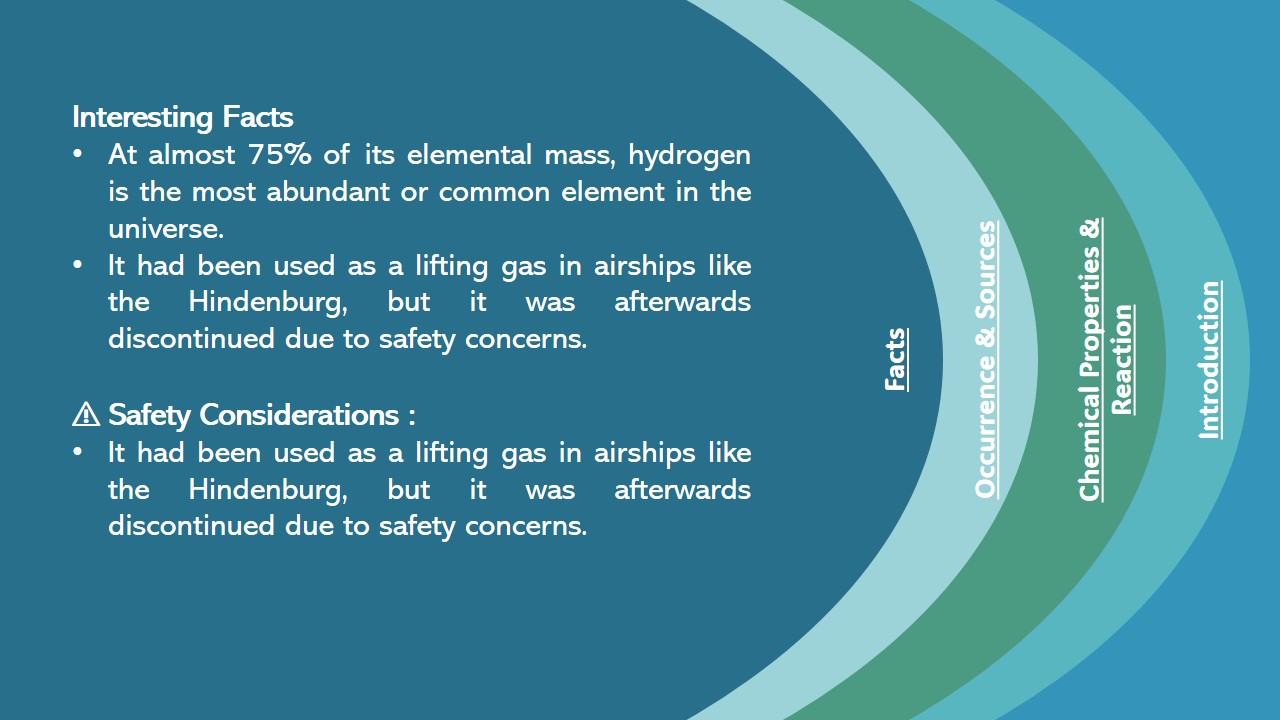 Interesting Facts
• At almost 75% of its elemental mass, hydrogen
is the most abundant or common element in the
universe.
• It had been used as a lifting gas in airships like
the Hindenburg, but it was afterwards
discontinued due to safety concerns.
⚠ Safety Considerations :
• It had been used as a lifting gas in airships like
the Hindenburg, but it was afterwards
discontinued due to safety concerns.
Facts
Occurrence & Sources
Chemical Properties &
Reaction
Introduction